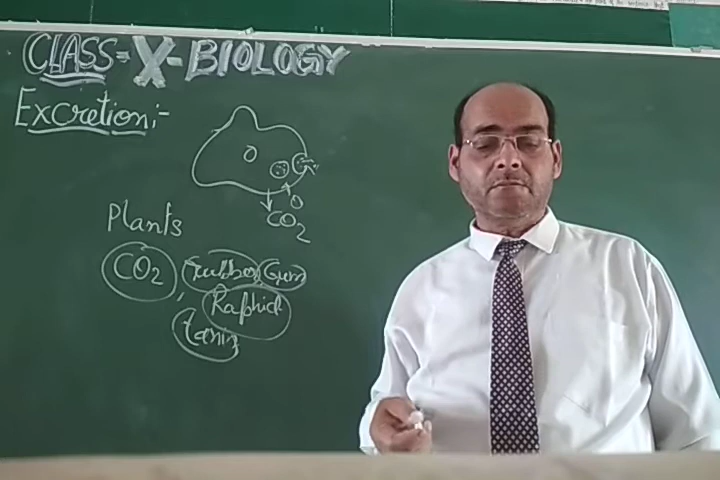 CLASS= X-BIOLOGY
Excretion:-
O
CO2
Plants
CO2, Rubber Gum
Raphid
tanin